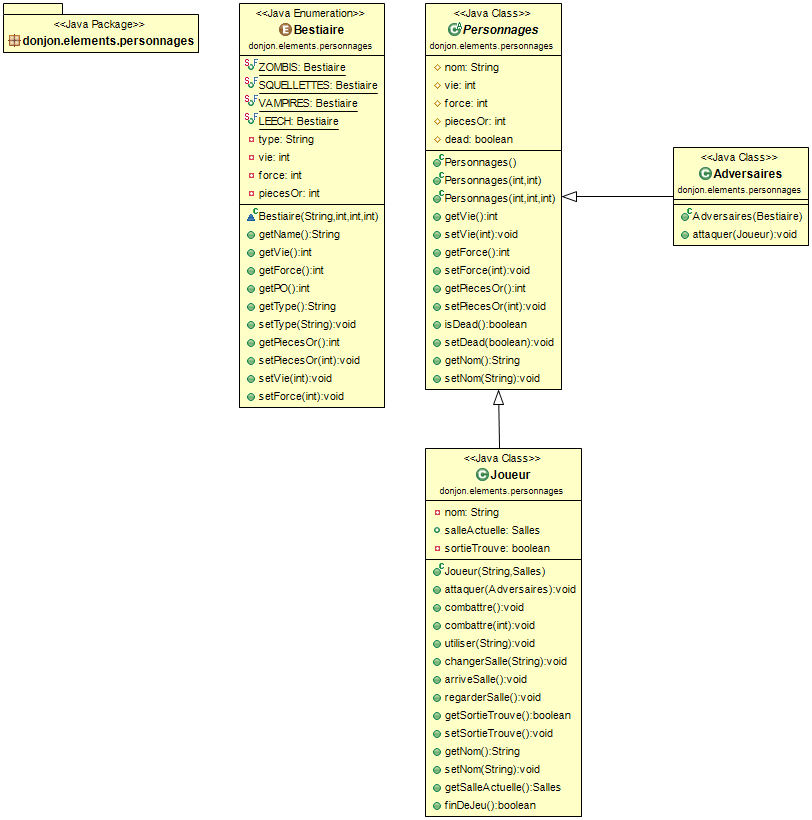 <<Java Package>>
donjon.elements.personnages
<<Java Enumeration>>
Bestiaire
donjon.elements.personnages
ZOMBIS: Bestiaire
SQUELLETTES: Bestiaire
VAMPIRES: Bestiaire
LEECH: Bestiaire
type: String
vie: int
force: int
piecesOr: int
Bestiaire(String,int,int,int)
getName():String
getVie():int
getForce():int
getPO():int
getType():String
setType(String):void
getPiecesOr():int
setPiecesOr(int):void
setVie(int):void
setForce(int):void
<<Java Class>>
Personnages
donjon.elements.personnages
nom: String
vie: int
force: int
piecesOr: int
dead: boolean
Personnages()
Personnages(int,int)
Personnages(int,int,int)
getVie():int
setVie(int):void
getForce():int
setForce(int):void
getPiecesOr():int
setPiecesOr(int):void
isDead():boolean
setDead(boolean):void
getNom():String
setNom(String):void
<<Java Class>>
Adversaires
donjon.elements.personnages
Adversaires(Bestiaire)
attaquer(Joueur):void
<<Java Class>>
Joueur
donjon.elements.personnages
nom: String
salleActuelle: Salles
sortieTrouve: boolean
Joueur(String,Salles)
attaquer(Adversaires):void
combattre():void
combattre(int):void
utiliser(String):void
changerSalle(String):void
arriveSalle():void
regarderSalle():void
getSortieTrouve():boolean
setSortieTrouve():void
getNom():String
setNom(String):void
getSalleActuelle():Salles
finDeJeu():boolean